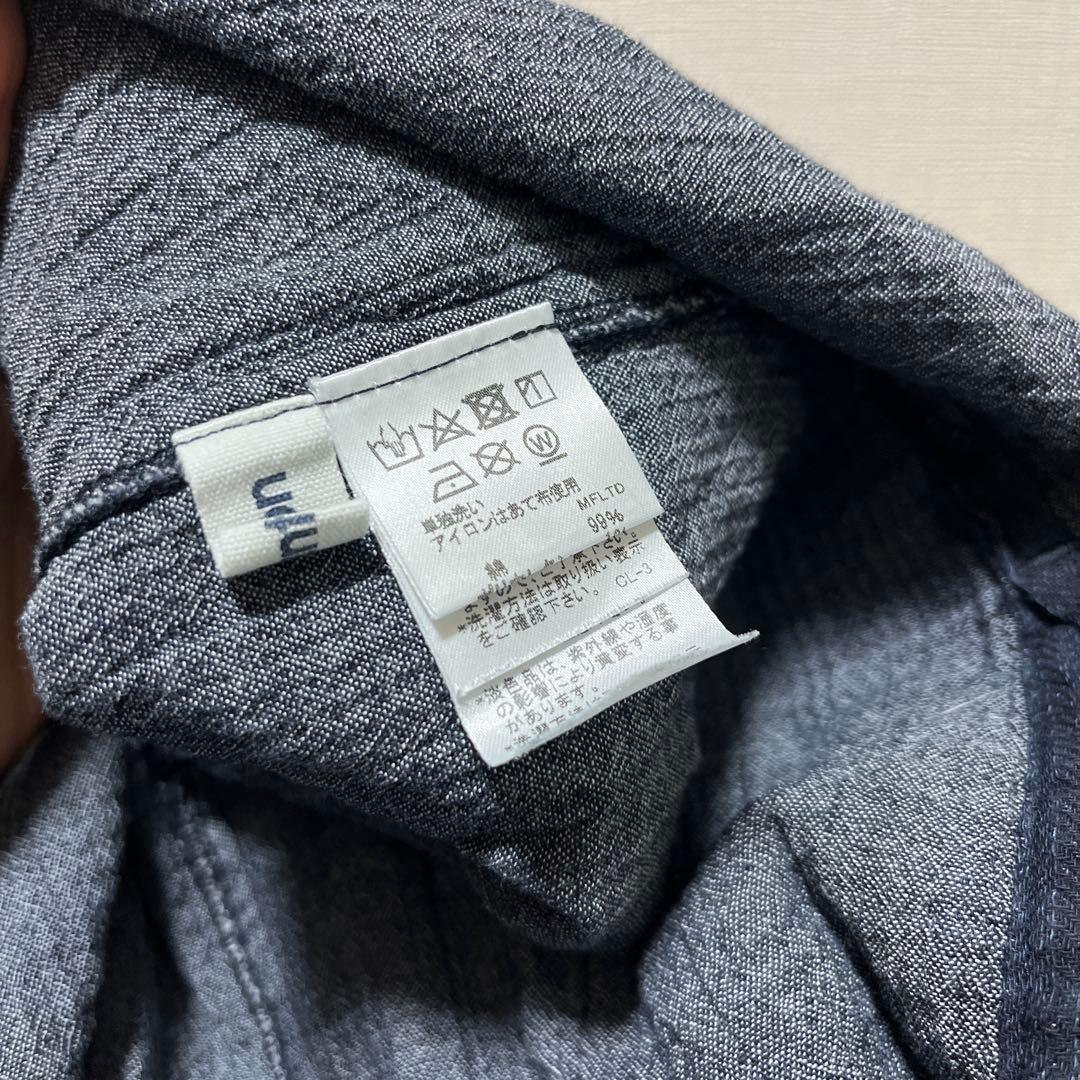 単独洗い
アイロンはあて布使用
MFLTD
綿 98%
*洗濯方法は取り扱い表示
をご確認下さい。 CL-3
*淡色品は、紫外線や湿度
の影響により黄変する事
があります。